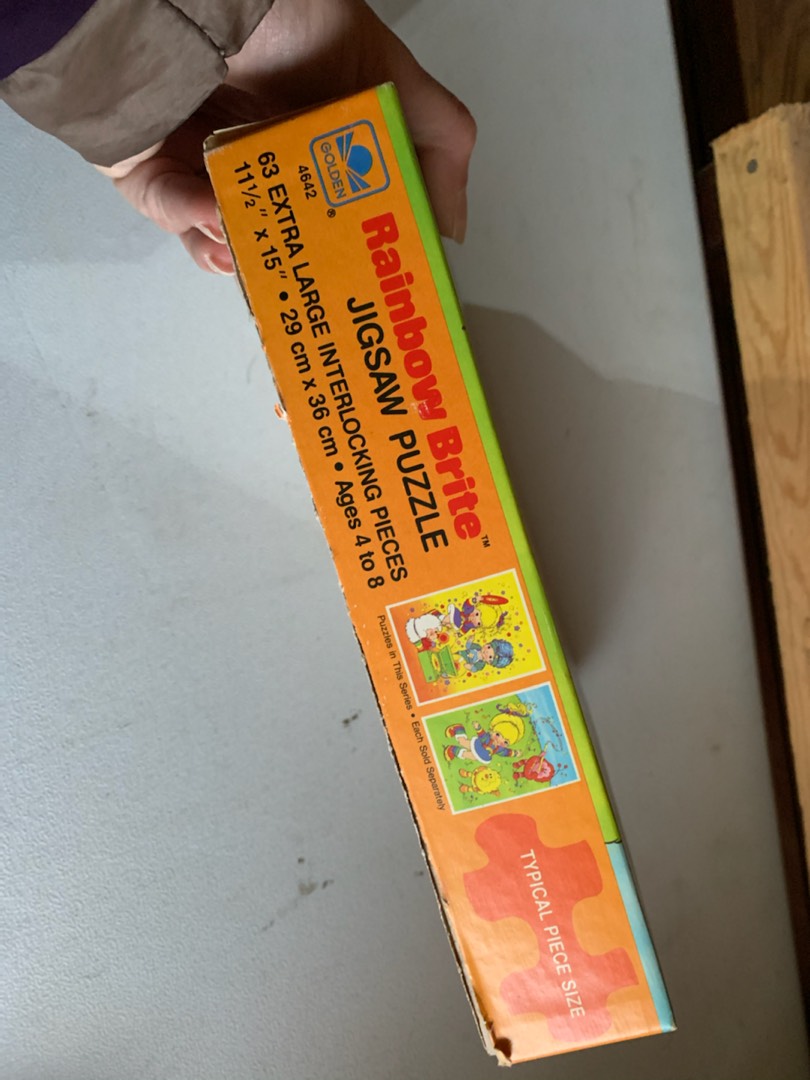 GOLDEN
®
4642
Rainbow Brite™
JIGSAW PUZZLE
63 EXTRA LARGE INTERLOCKING PIECES
11½" x 15" • 29 cm x 36 cm • Ages 4 to 8
Puzzles in This Series • Each Sold Separately
TYPICAL PIECE SIZE